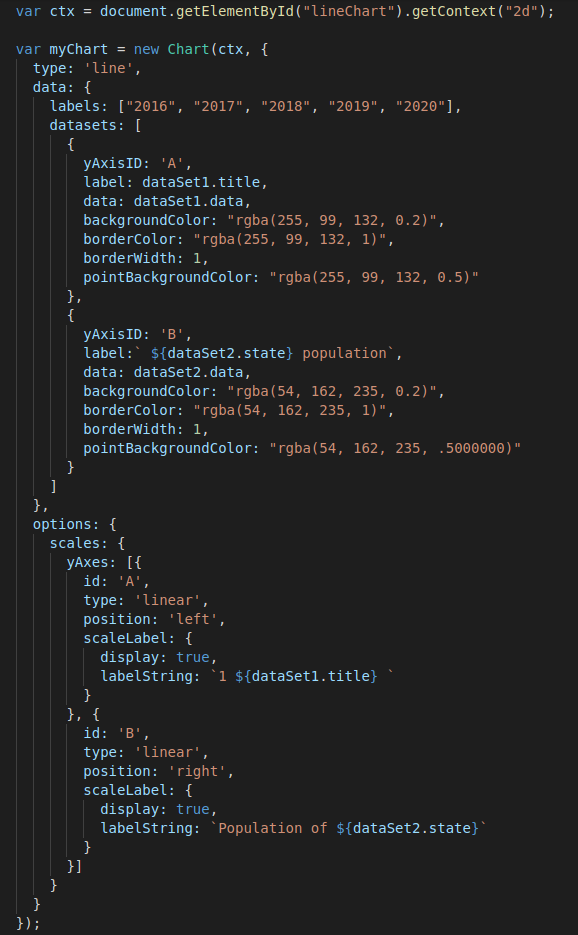 var ctx = document.getElementById("lineChart").getContext("2d");

var myChart = new Chart(ctx, {
  type: 'line',
  data: {
    labels: ["2016", "2017", "2018", "2019", "2020"],
    datasets: [
      {
        yAxisID: 'A',
        label: dataSet1.title,
        data: dataSet1.data,
        backgroundColor: "rgba(255, 99, 132, 0.2)",
        borderColor: "rgba(255, 99, 132, 1)",
        borderWidth: 1,
        pointBackgroundColor: "rgba(255, 99, 132, 0.5)"
      },
      {
        yAxisID: 'B',
        label:` ${dataSet2.state} population`,
        data: dataSet2.data,
        backgroundColor: "rgba(54, 162, 235, 0.2)",
        borderColor: "rgba(54, 162, 235, 1)",
        borderWidth: 1,
        pointBackgroundColor: "rgba(54, 162, 235, .5000000)"
      }
    ]
  },
  options: {
    scales: {
      yAxes: [{
        id: 'A',
        type: 'linear',
        position: 'left',
        scaleLabel: {
          display: true,
          labelString: `1 ${dataSet1.title} `
        }
      }, {
        id: 'B',
        type: 'linear',
        position: 'right',
        scaleLabel: {
          display: true,
          labelString: `Population of ${dataSet2.state}`
        }
      }]
    }
  }
});